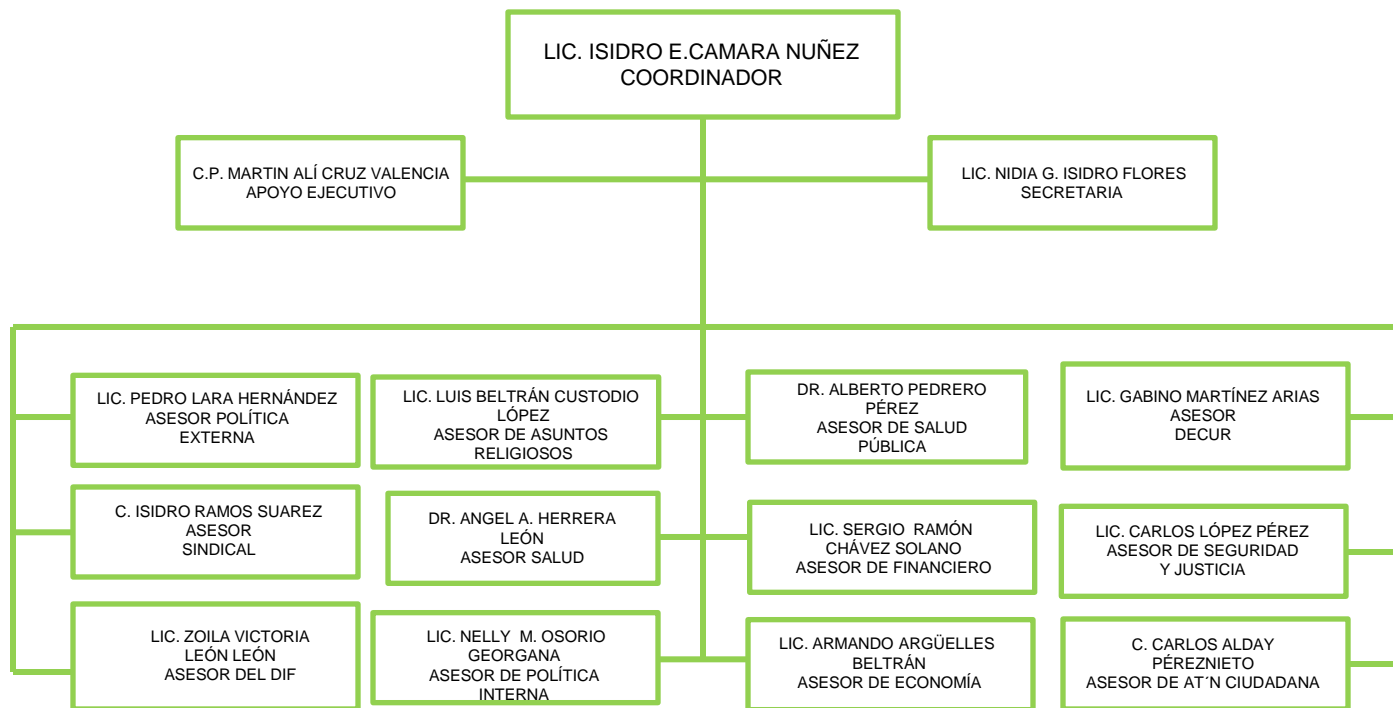 LIC. ISIDRO E.CAMARA NUÑEZ
COORDINADOR
C.P. MARTIN ALÍ CRUZ VALENCIA
APOYO EJECUTIVO
LIC. NIDIA G. ISIDRO FLORES
SECRETARIA
LIC. PEDRO LARA HERNÁNDEZ
ASESOR POLÍTICA
EXTERNA
LIC. LUIS BELTRÁN CUSTODIO
LÓPEZ
ASESOR DE ASUNTOS
RELIGIOSOS
DR. ALBERTO PEDRERO
PÉREZ
ASESOR DE SALUD
PÚBLICA
LIC. GABINO MARTÍNEZ ARIAS
ASESOR
DECUR
C. ISIDRO RAMOS SUAREZ
ASESOR
SINDICAL
DR. ANGEL A. HERRERA
LEÓN
ASESOR SALUD
LIC. SERGIO  RAMÓN
CHÁVEZ SOLANO
ASESOR DE FINANCIERO
LIC. CARLOS LÓPEZ PÉREZ
ASESOR DE SEGURIDAD
Y JUSTICIA
LIC. ZOILA VICTORIA
LEÓN LEÓN
ASESOR DEL DIF
LIC. NELLY  M. OSORIO
GEORGANA
ASESOR DE POLÍTICA
INTERNA
LIC. ARMANDO ARGÜELLES
BELTRÁN
ASESOR DE ECONOMÍA
C. CARLOS ALDAY
PÉREZNIETO
ASESOR DE AT´N CIUDADANA